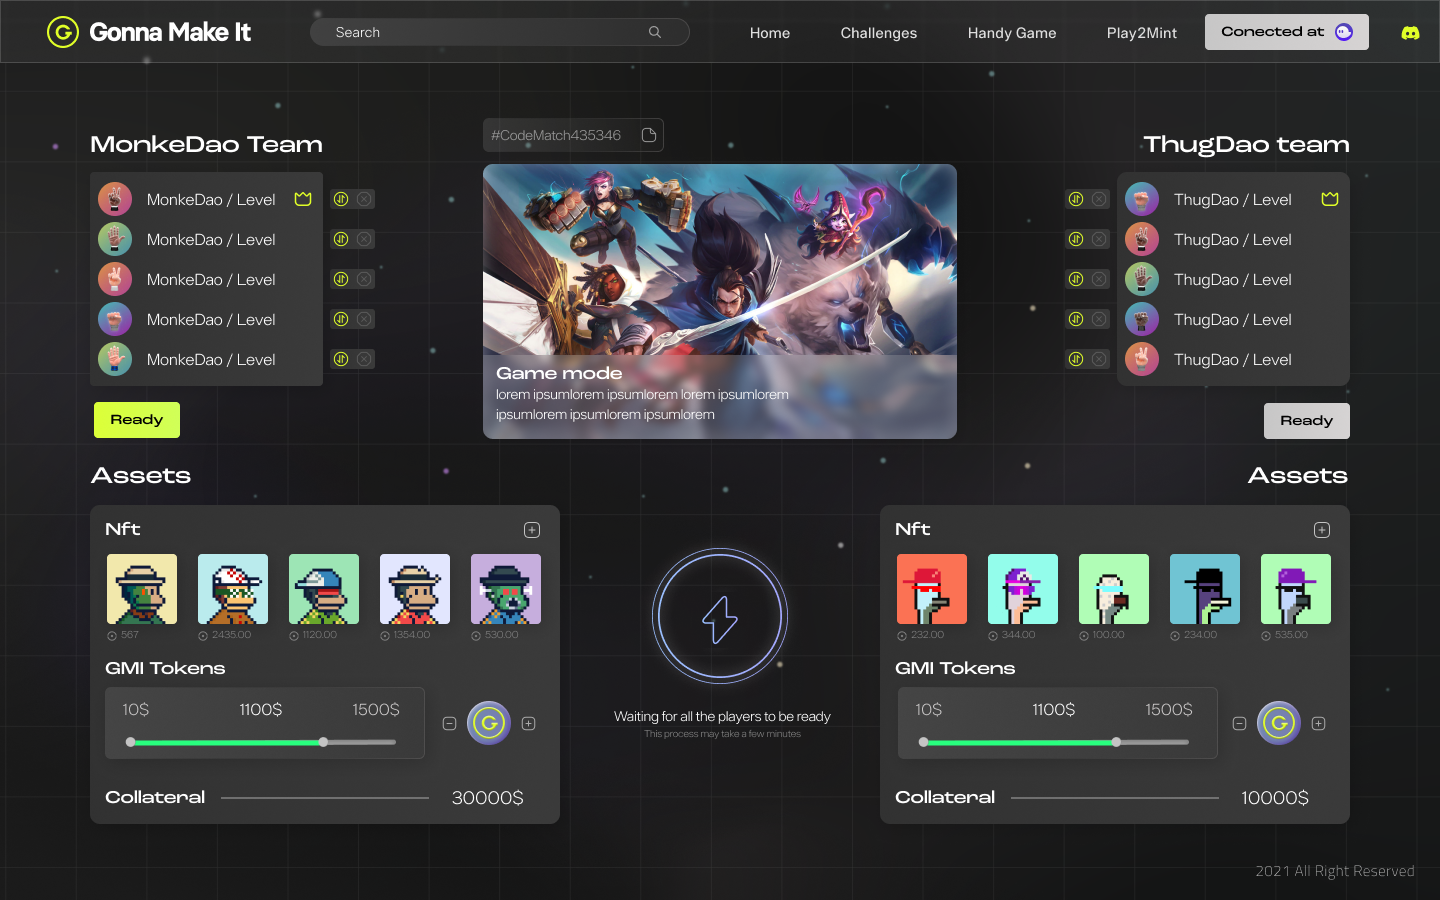 Gonna Make It
Search
Home
Challenges
Handy Game
Play2Mint
Conected at
MonkeDao Team
#CodeMatch435346
ThugDao team
MonkeDao / Level
MonkeDao / Level
MonkeDao / Level
MonkeDao / Level
MonkeDao / Level
ThugDao / Level
ThugDao / Level
ThugDao / Level
ThugDao / Level
ThugDao / Level
Game mode
lorem ipsumlorem ipsumlorem lorem ipsumlorem
ipsumlorem ipsumlorem ipsumlorem
Ready
Ready
Assets
Assets
Nft
567
2435.00
1120.00
1354.00
530.00
GMI Tokens
10$
1100$
1500$
Collateral
30000$
Waiting for all the players to be ready
This process may take a few minutes
Nft
232.00
344.00
100.00
234.00
535.00
GMI Tokens
10$
1100$
1500$
Collateral
10000$
2021 All Right Reserved